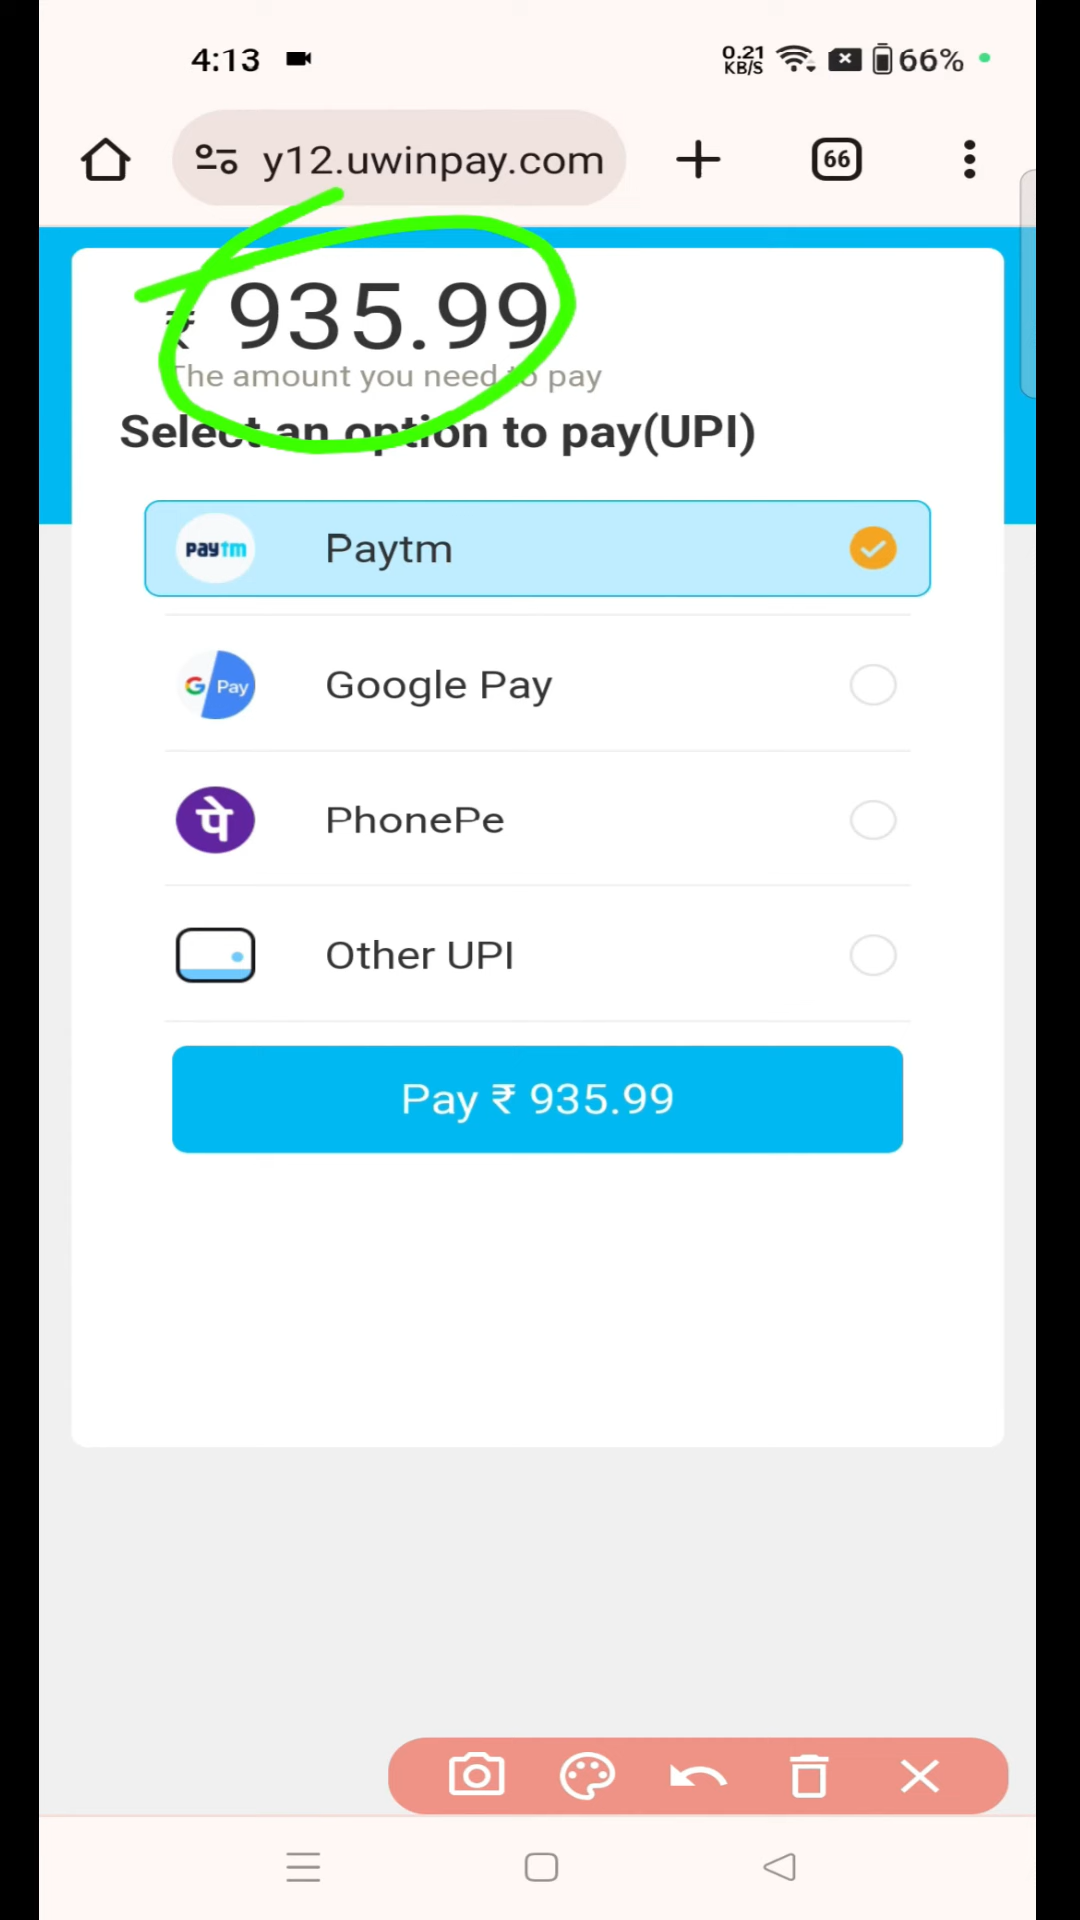 4:13 0.21 KB/S 66%
y12.uwinpay.com 66
₹ 935.99
The amount you need to pay
Select an option to pay(UPI)
paytm Paytm
G Pay Google Pay
पे PhonePe
Other UPI
Pay ₹ 935.99